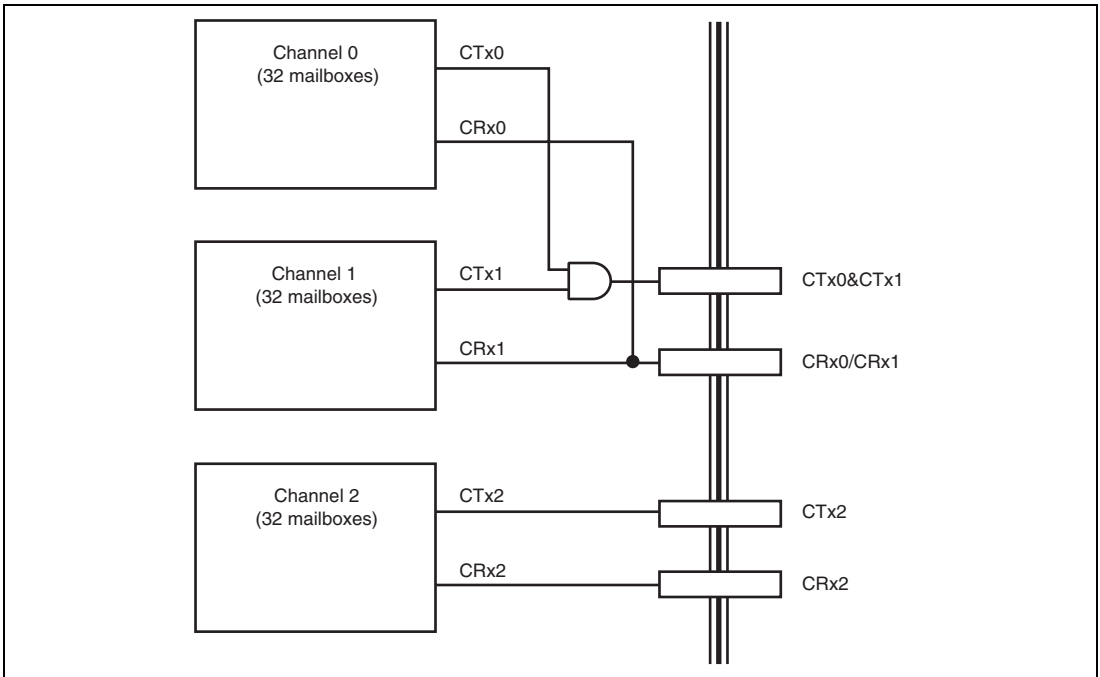 Channel 0
(32 mailboxes)
CTx0
CRx0
Channel 1
(32 mailboxes)
CTx1
CRx1
CTx0&CTx1
CRx0/CRx1
Channel 2
(32 mailboxes)
CTx2
CRx2
CTx2
CRx2